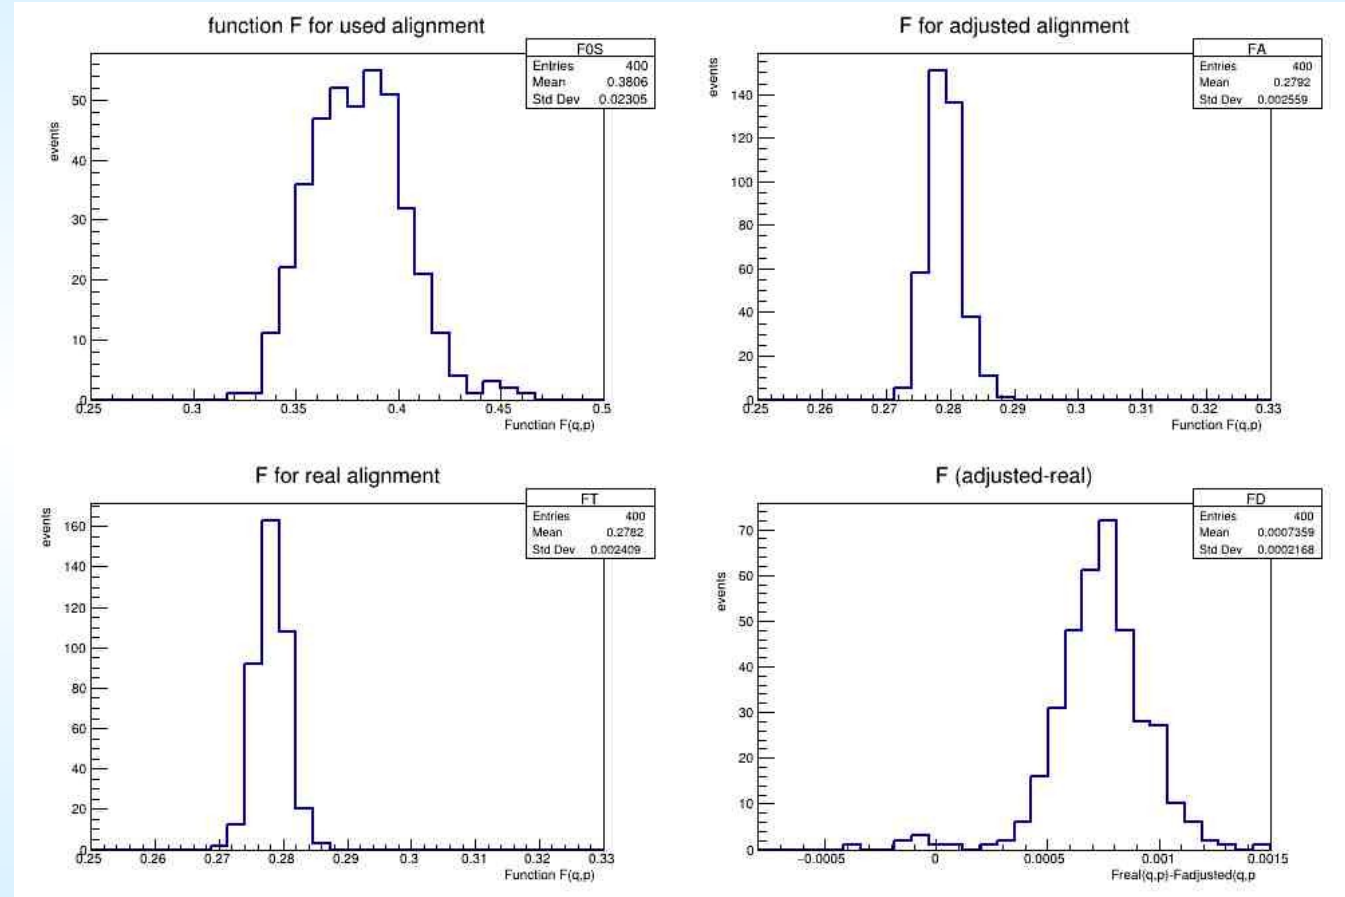 function F for used alignment
F0S
Entries 400
Mean 0.3806
Std Dev 0.02305
events
50
40
30
20
10
0
0.25 0.3 0.35 0.4 0.45 0.5
Function F(q,p)
F for adjusted alignment
FA
Entries 400
Mean 0.2792
Std Dev 0.002559
events
140
120
100
80
60
40
20
0
0.25 0.26 0.27 0.28 0.29 0.3 0.31 0.32 0.33
Function F(q,p)
F for real alignment
FT
Entries 400
Mean 0.2782
Std Dev 0.002409
events
160
140
120
100
80
60
40
20
0
0.25 0.26 0.27 0.28 0.29 0.3 0.31 0.32 0.33
Function F(q,p)
F (adjusted-real)
FD
Entries 400
Mean 0.0007359
Std Dev 0.0002168
events
70
60
50
40
30
20
10
0
-0.0005 0 0.0005 0.001 0.0015
Freal(q,p)-Fadjusted(q,p